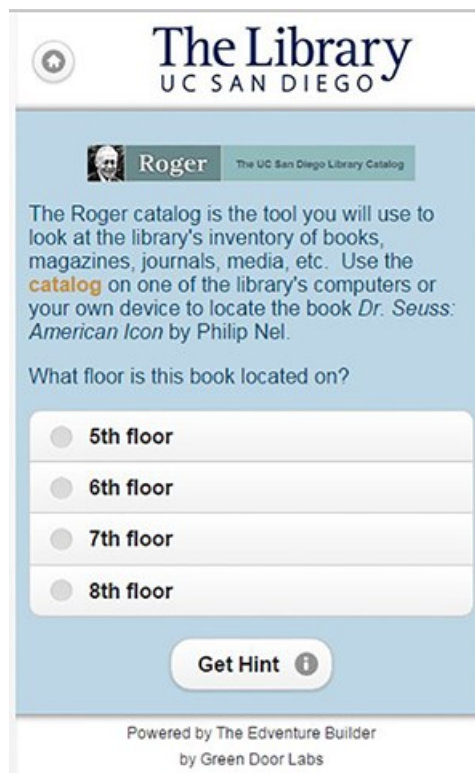 The Library
UC SAN DIEGO
Roger The UC San Diego Library Catalog
The Roger catalog is the tool you will use to
look at the library's inventory of books,
magazines, journals, media, etc.  Use the
catalog on one of the library's computers or
your own device to locate the book Dr. Seuss:
American Icon by Philip Nel.
What floor is this book located on?
5th floor
6th floor
7th floor
8th floor
Get Hint i
Powered by The Edventure Builder
by Green Door Labs